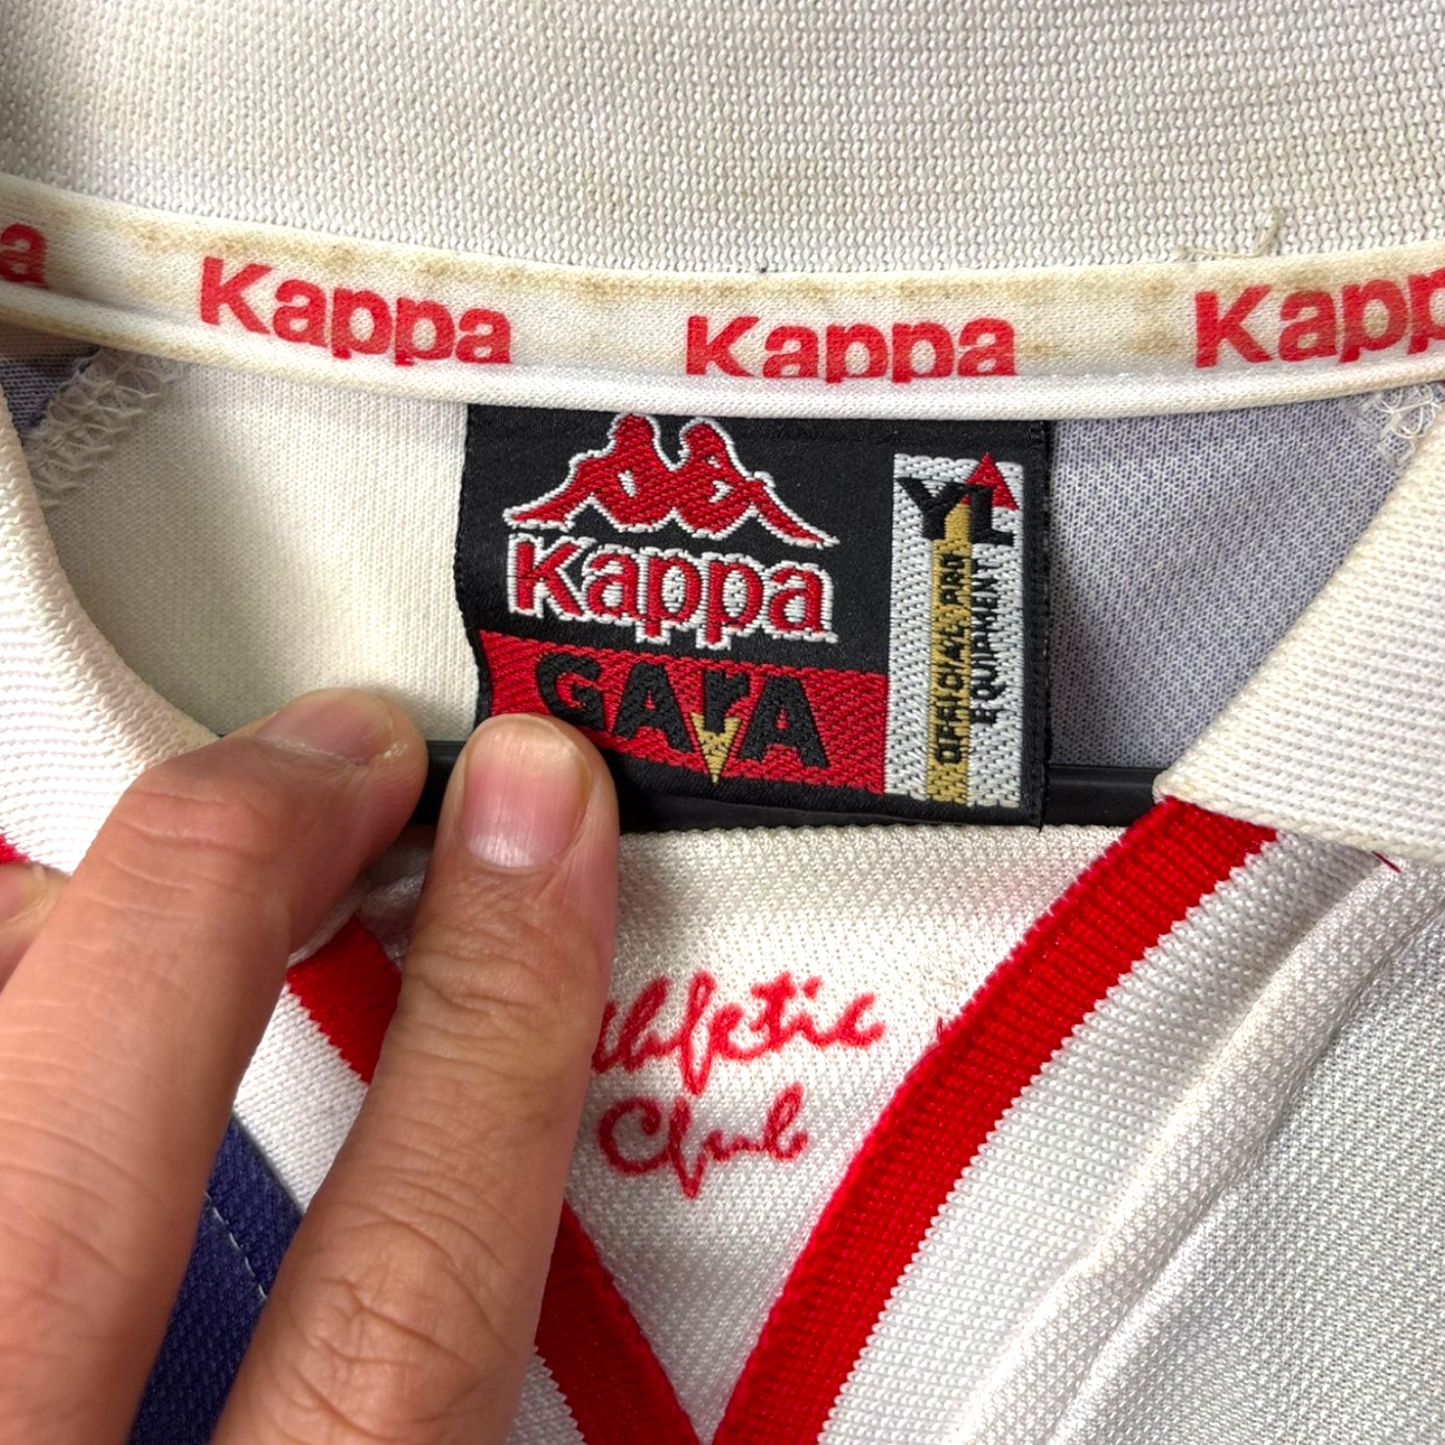 Kappa Kappa Kappa
Kappa
GArA
YL
OFFICIAL PRO
EQUIPMENT
Athletic
Club